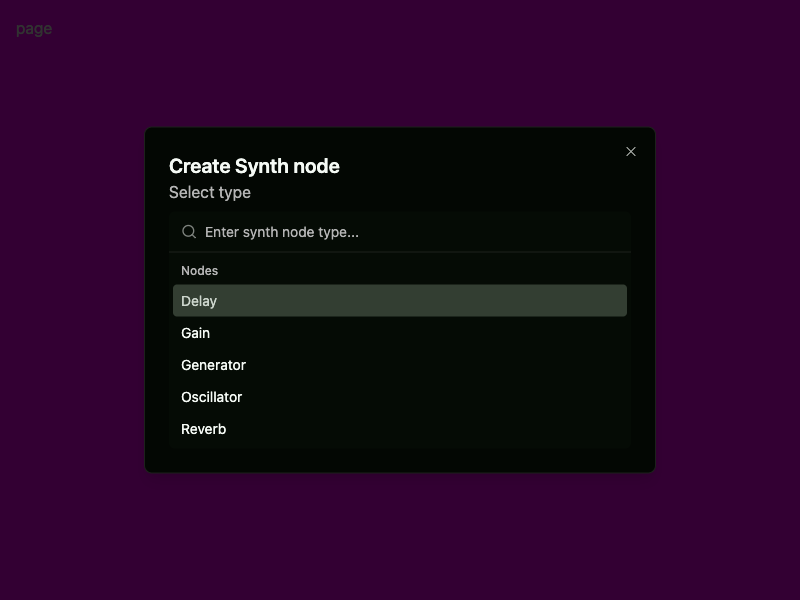 page
Create Synth node
Select type
Enter synth node type...
Nodes
Delay
Gain
Generator
Oscillator
Reverb